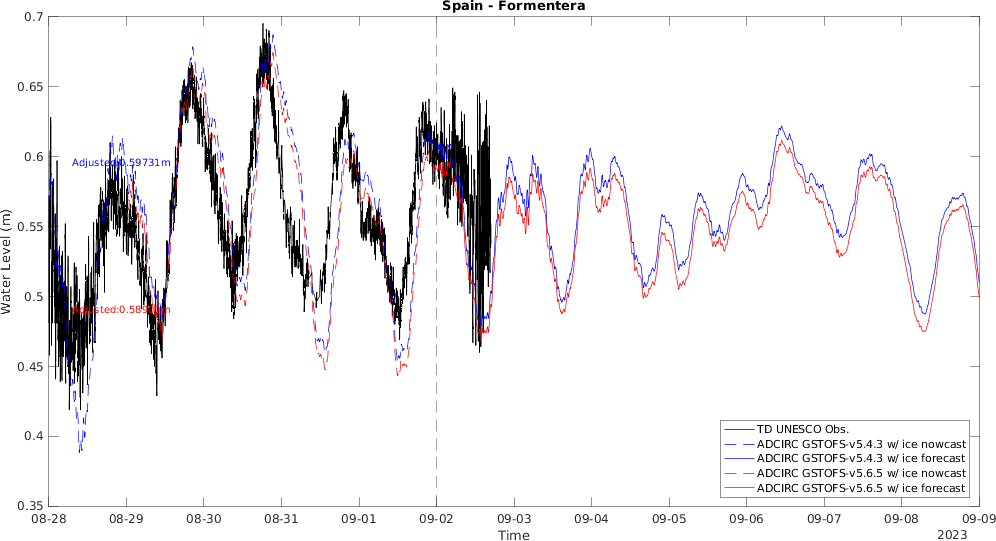 Spain - Formentera
0.7
0.65
0.6
0.55
0.5
0.45
0.4
0.35
Water Level (m)
Adjusted:0.59731m
TD UNESCO Obs.
ADCIRC GSTOFS-v5.4.3 w/ ice nowcast
ADCIRC GSTOFS-v5.4.3 w/ ice forecast
ADCIRC GSTOFS-v5.6.5 w/ ice nowcast
ADCIRC GSTOFS-v5.6.5 w/ ice forecast
08-28 08-29 08-30 08-31 09-01 09-02 09-03 09-04 09-05 09-06 09-07 09-08 09-09
Time
2023